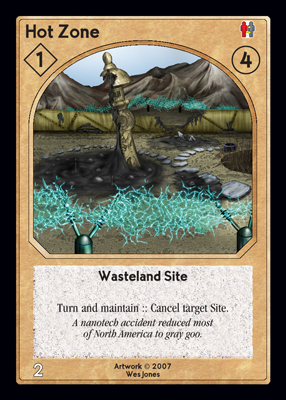 Hot Zone
1
4
Wasteland Site
Turn and maintain :: Cancel target Site.
A nanotech accident reduced most
of North America to gray goo.
2
Artwork © 2007
Wes Jones